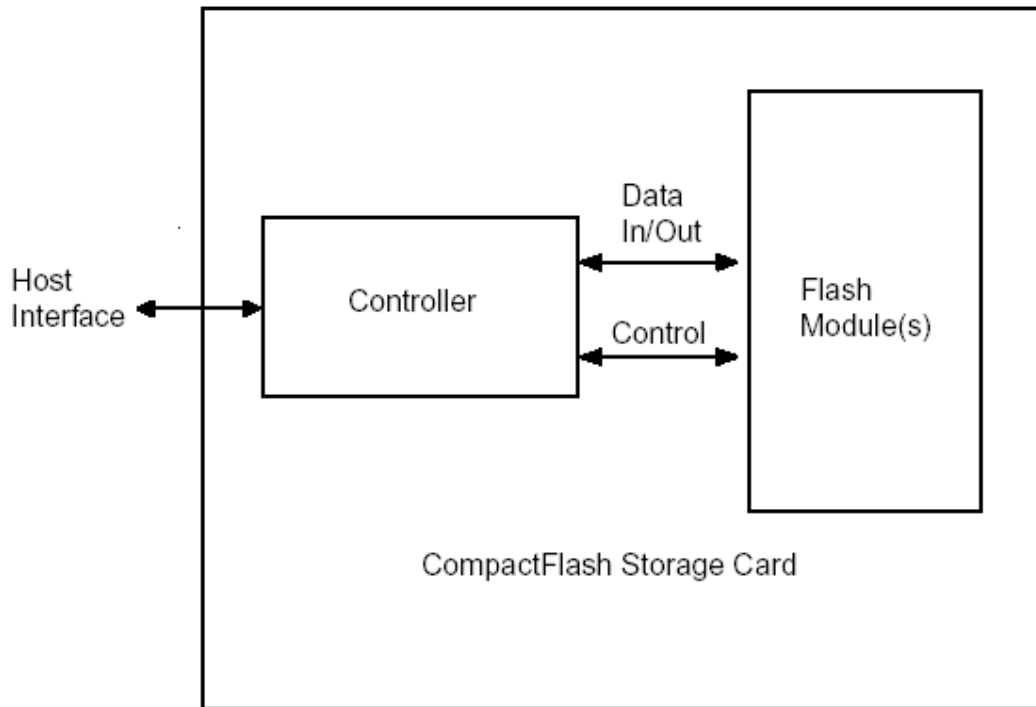 Host
Interface
Controller
Data
In/Out
Control
Flash
Module(s)
CompactFlash Storage Card